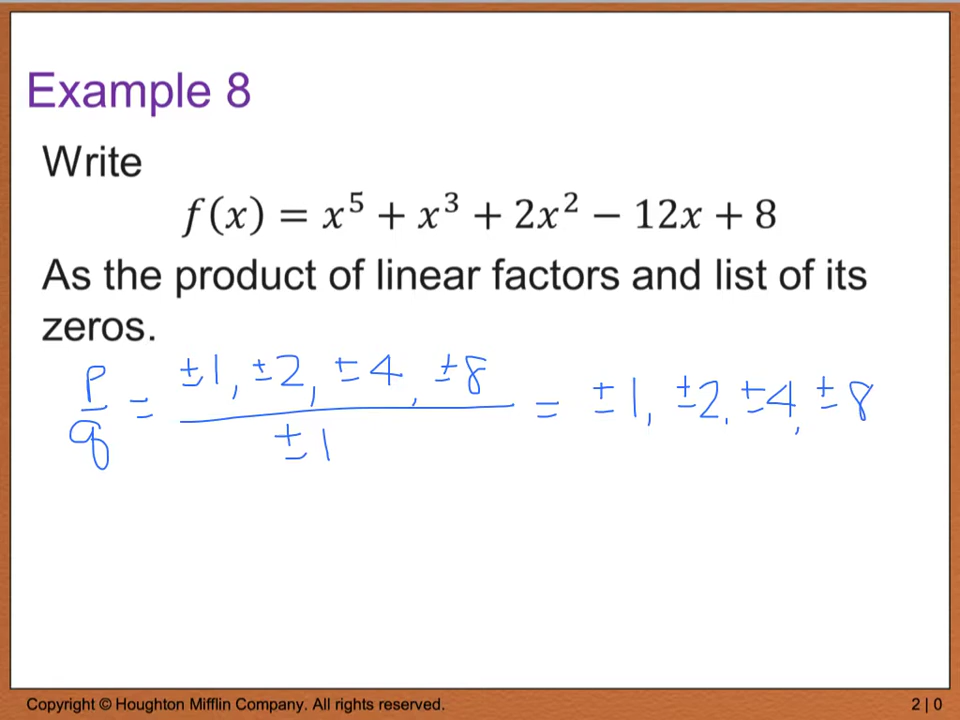 Example 8
Write
f(x) = x⁵ + x³ + 2x² − 12x + 8
As the product of linear factors and list of its
zeros.
p/q = ±1, ±2, ±4, ±8 / ±1 = ±1, ±2, ±4, ±8
Copyright © Houghton Mifflin Company. All rights reserved.
2 | 0